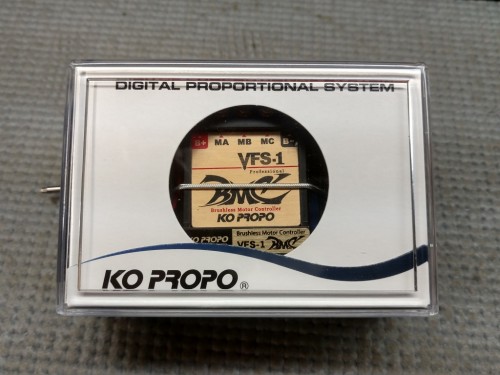 DIGITAL PROPORTIONAL SYSTEM
B+ MA MB MC B-
VFS-1
Professional
BMC
Brushless Motor Controller
KO PROPO
KO PROPO
Brushless Motor Controller
VFS-1 BMC
KO PROPO®